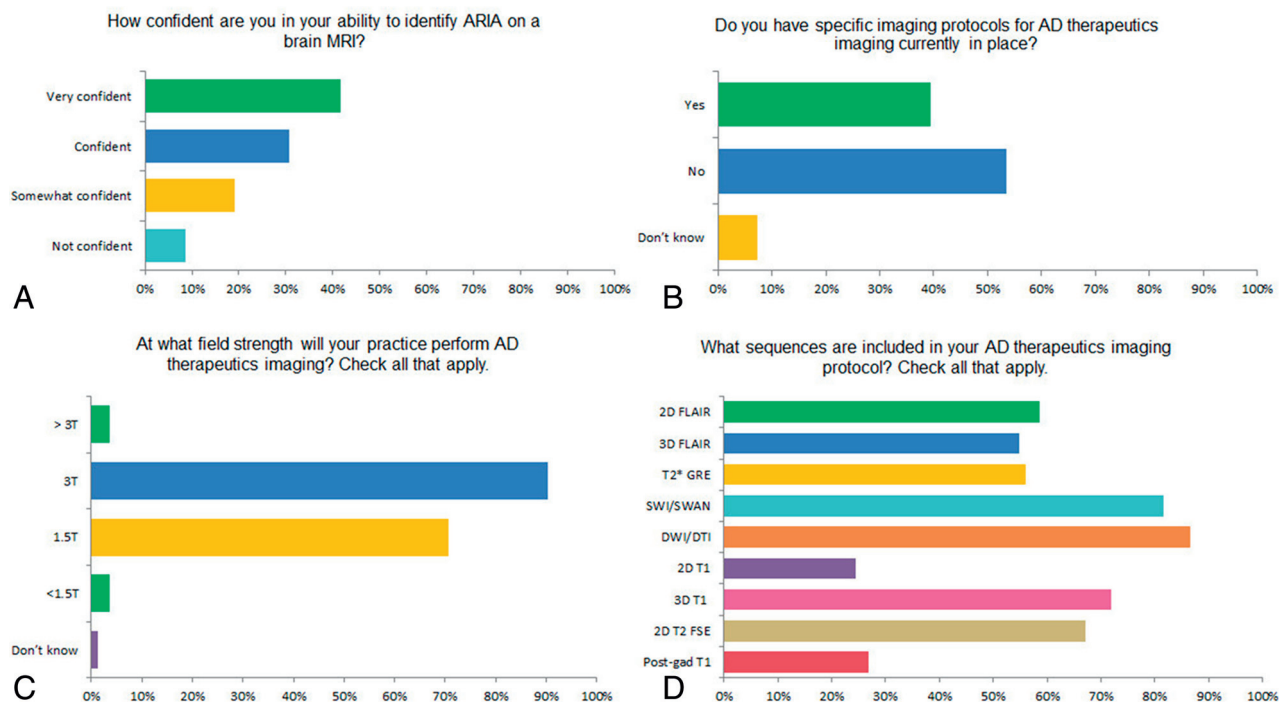 How confident are you in your ability to identify ARIA on a
brain MRI?
Very confident
Confident
Somewhat confident
Not confident
0% 10% 20% 30% 40% 50% 60% 70% 80% 90% 100%
A
Do you have specific imaging protocols for AD therapeutics
imaging currently in place?
Yes
No
Don't know
0% 10% 20% 30% 40% 50% 60% 70% 80% 90% 100%
B
At what field strength will your practice perform AD
therapeutics imaging? Check all that apply.
> 3T
3T
1.5T
<1.5T
Don't know
0% 10% 20% 30% 40% 50% 60% 70% 80% 90% 100%
C
What sequences are included in your AD therapeutics imaging
protocol? Check all that apply.
2D FLAIR
3D FLAIR
T2* GRE
SWI/SWAN
DWI/DTI
2D T1
3D T1
2D T2 FSE
Post-gad T1
0% 10% 20% 30% 40% 50% 60% 70% 80% 90% 100%
D